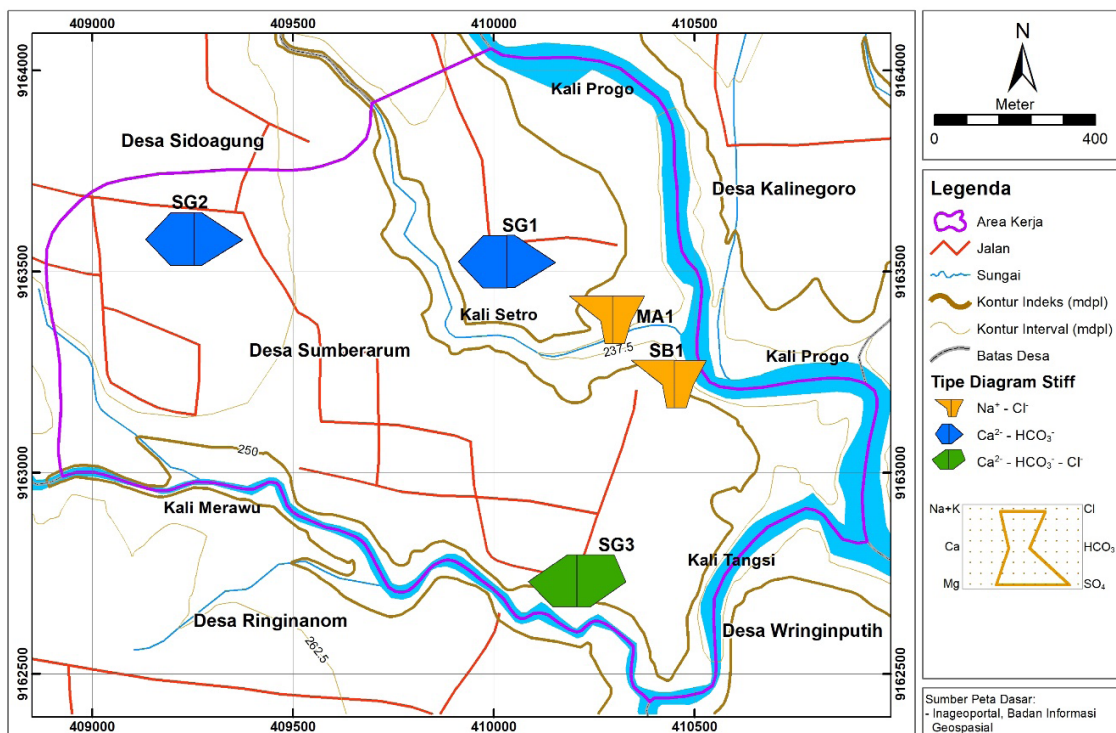 409000 409500 410000 410500
9164000 9164000
Kali Progo
Desa Sidoagung
Desa Kalinegoro
SG2
SG1
9163500 9163500
Kali Setro
MA1
Desa Sumberarum
237.5
SB1
Kali Progo
250
9163000 9163000
Kali Merawu
SG3
Kali Tangsi
Desa Ringinanom
Desa Wringinputih
262.5
9162500 9162500
409000 409500 410000 410500
N
Meter
0 400
Legenda
Area Kerja
Jalan
Sungai
Kontur Indeks (mdpl)
Kontur Interval (mdpl)
Batas Desa
Tipe Diagram Stiff
Na⁺ - Cl⁻
Ca²⁻ - HCO₃⁻
Ca²⁻ - HCO₃⁻ - Cl⁻
Na+K Cl
Ca HCO₃
Mg SO₄
Sumber Peta Dasar:
- Inageoportal, Badan Informasi
Geospasial